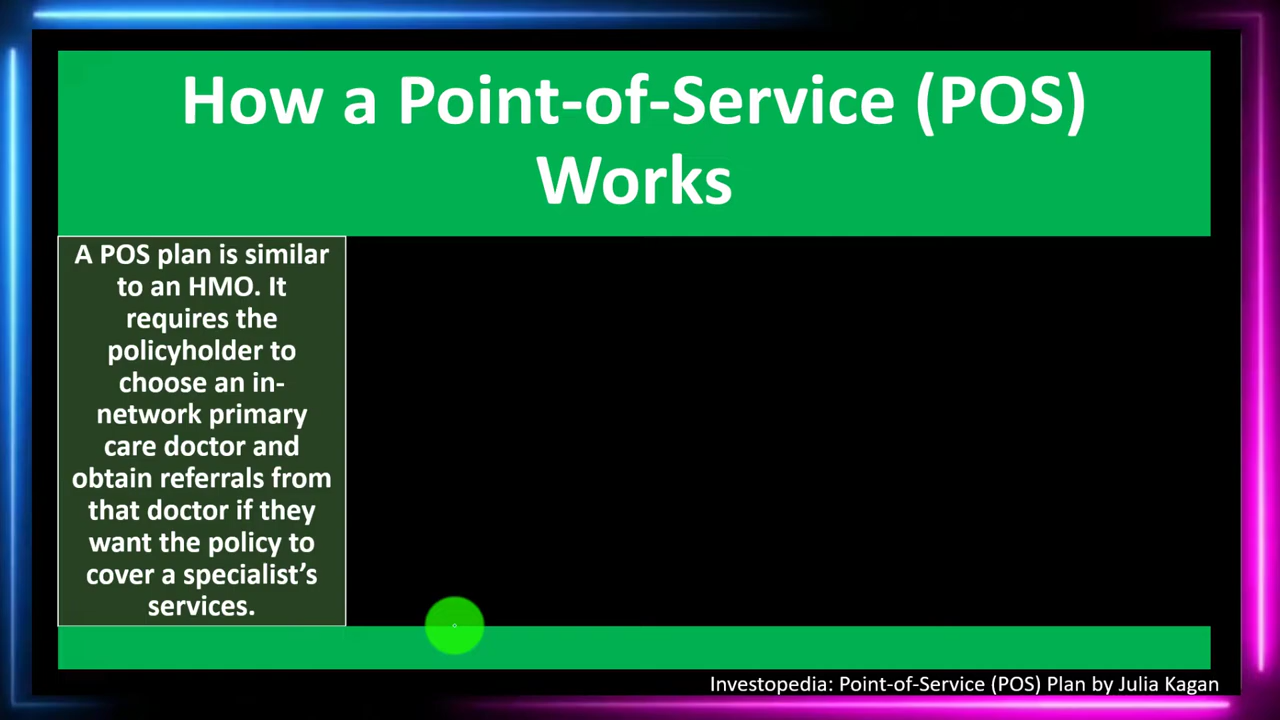 How a Point-of-Service (POS)
Works
A POS plan is similar
to an HMO. It
requires the
policyholder to
choose an in-
network primary
care doctor and
obtain referrals from
that doctor if they
want the policy to
cover a specialist’s
services.
Investopedia: Point-of-Service (POS) Plan by Julia Kagan